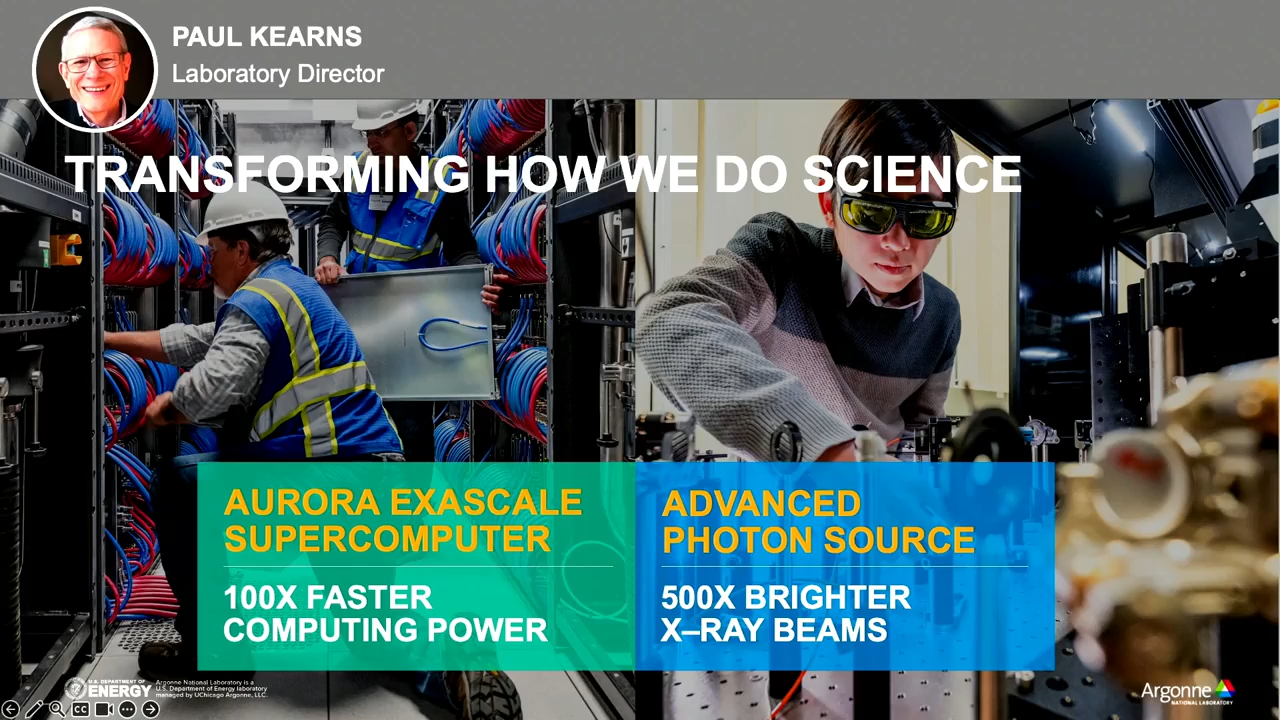 PAUL KEARNS
Laboratory Director
TRANSFORMING HOW WE DO SCIENCE
AURORA EXASCALE
SUPERCOMPUTER
100X FASTER
COMPUTING POWER
ADVANCED
PHOTON SOURCE
500X BRIGHTER
X–RAY BEAMS
U.S. DEPARTMENT OF
ENERGY
Argonne National Laboratory is a
U.S. Department of Energy laboratory
managed by UChicago Argonne, LLC.
Argonne
NATIONAL LABORATORY
CC